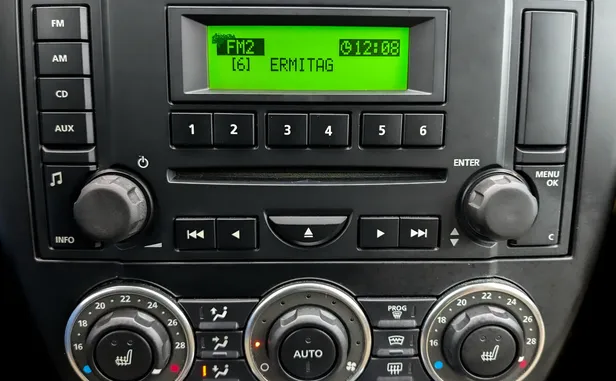 FM
AM
CD
AUX
FM2 12:08
[6] ERMITAG
1 2 3 4 5 6
ENTER
MENU
OK
INFO
C
16 18 20 22 24 26 28
AUTO
PROG
16 18 20 22 24 26 28